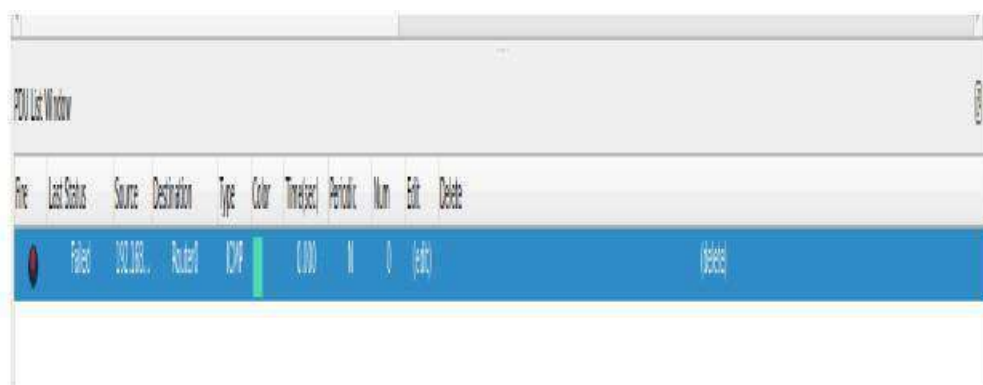 PDU List Window
Fire Last Status Source Destination Type Color Time(sec) Periodic Num Edit Delete
Failed 192.168... Router0 ICMP 0.000 N 0 (edit) (delete)